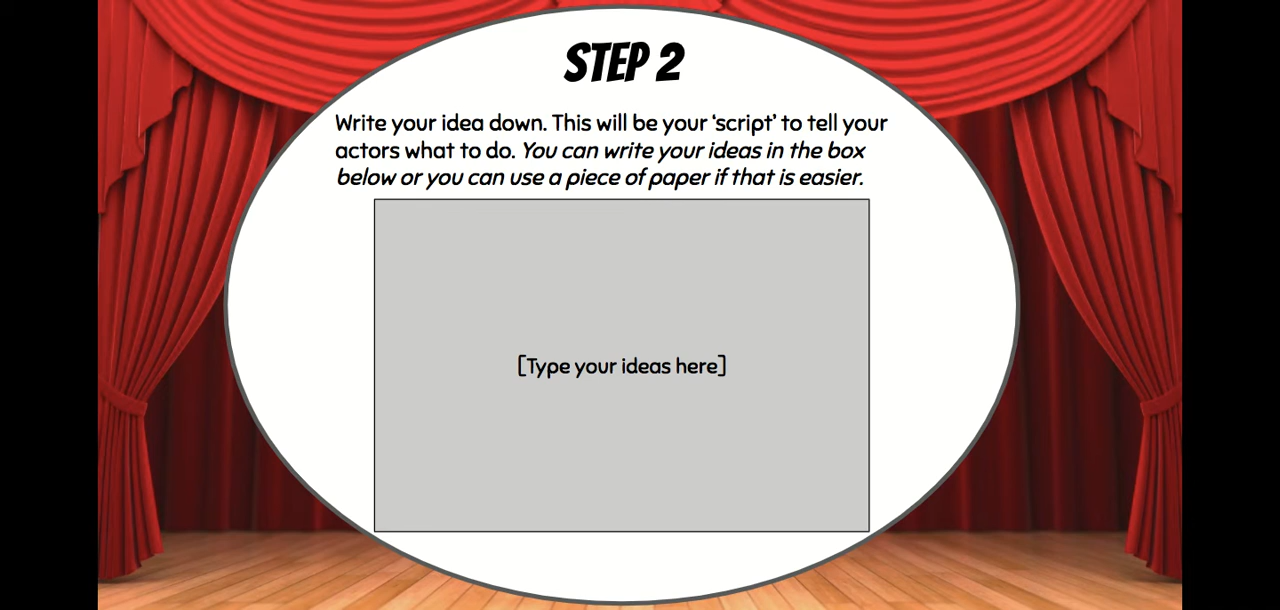 STEP 2
Write your idea down. This will be your ‘script’ to tell your
actors what to do. You can write your ideas in the box
below or you can use a piece of paper if that is easier.
[Type your ideas here]